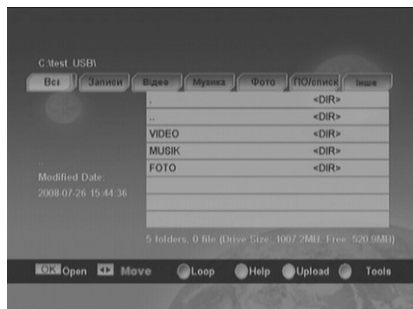 C:\test_USB\
Всі Записи Відео Музика Фото ПО/списк Інше
. <DIR>
.. <DIR>
VIDEO <DIR>
MUSIK <DIR>
FOTO <DIR>
..
Modified Date:
2008-07-26 15:44:36
5 folders, 0 file (Drive Size: 1007.2MB, Free: 520.9MB)
OK Open Move Loop Help Upload Tools